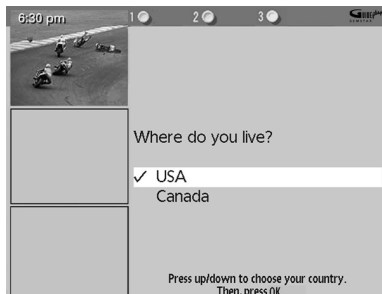 6:30 pm
1
2
3
Where do you live?
✓ USA
Canada
Press up/down to choose your country.
Then, press OK